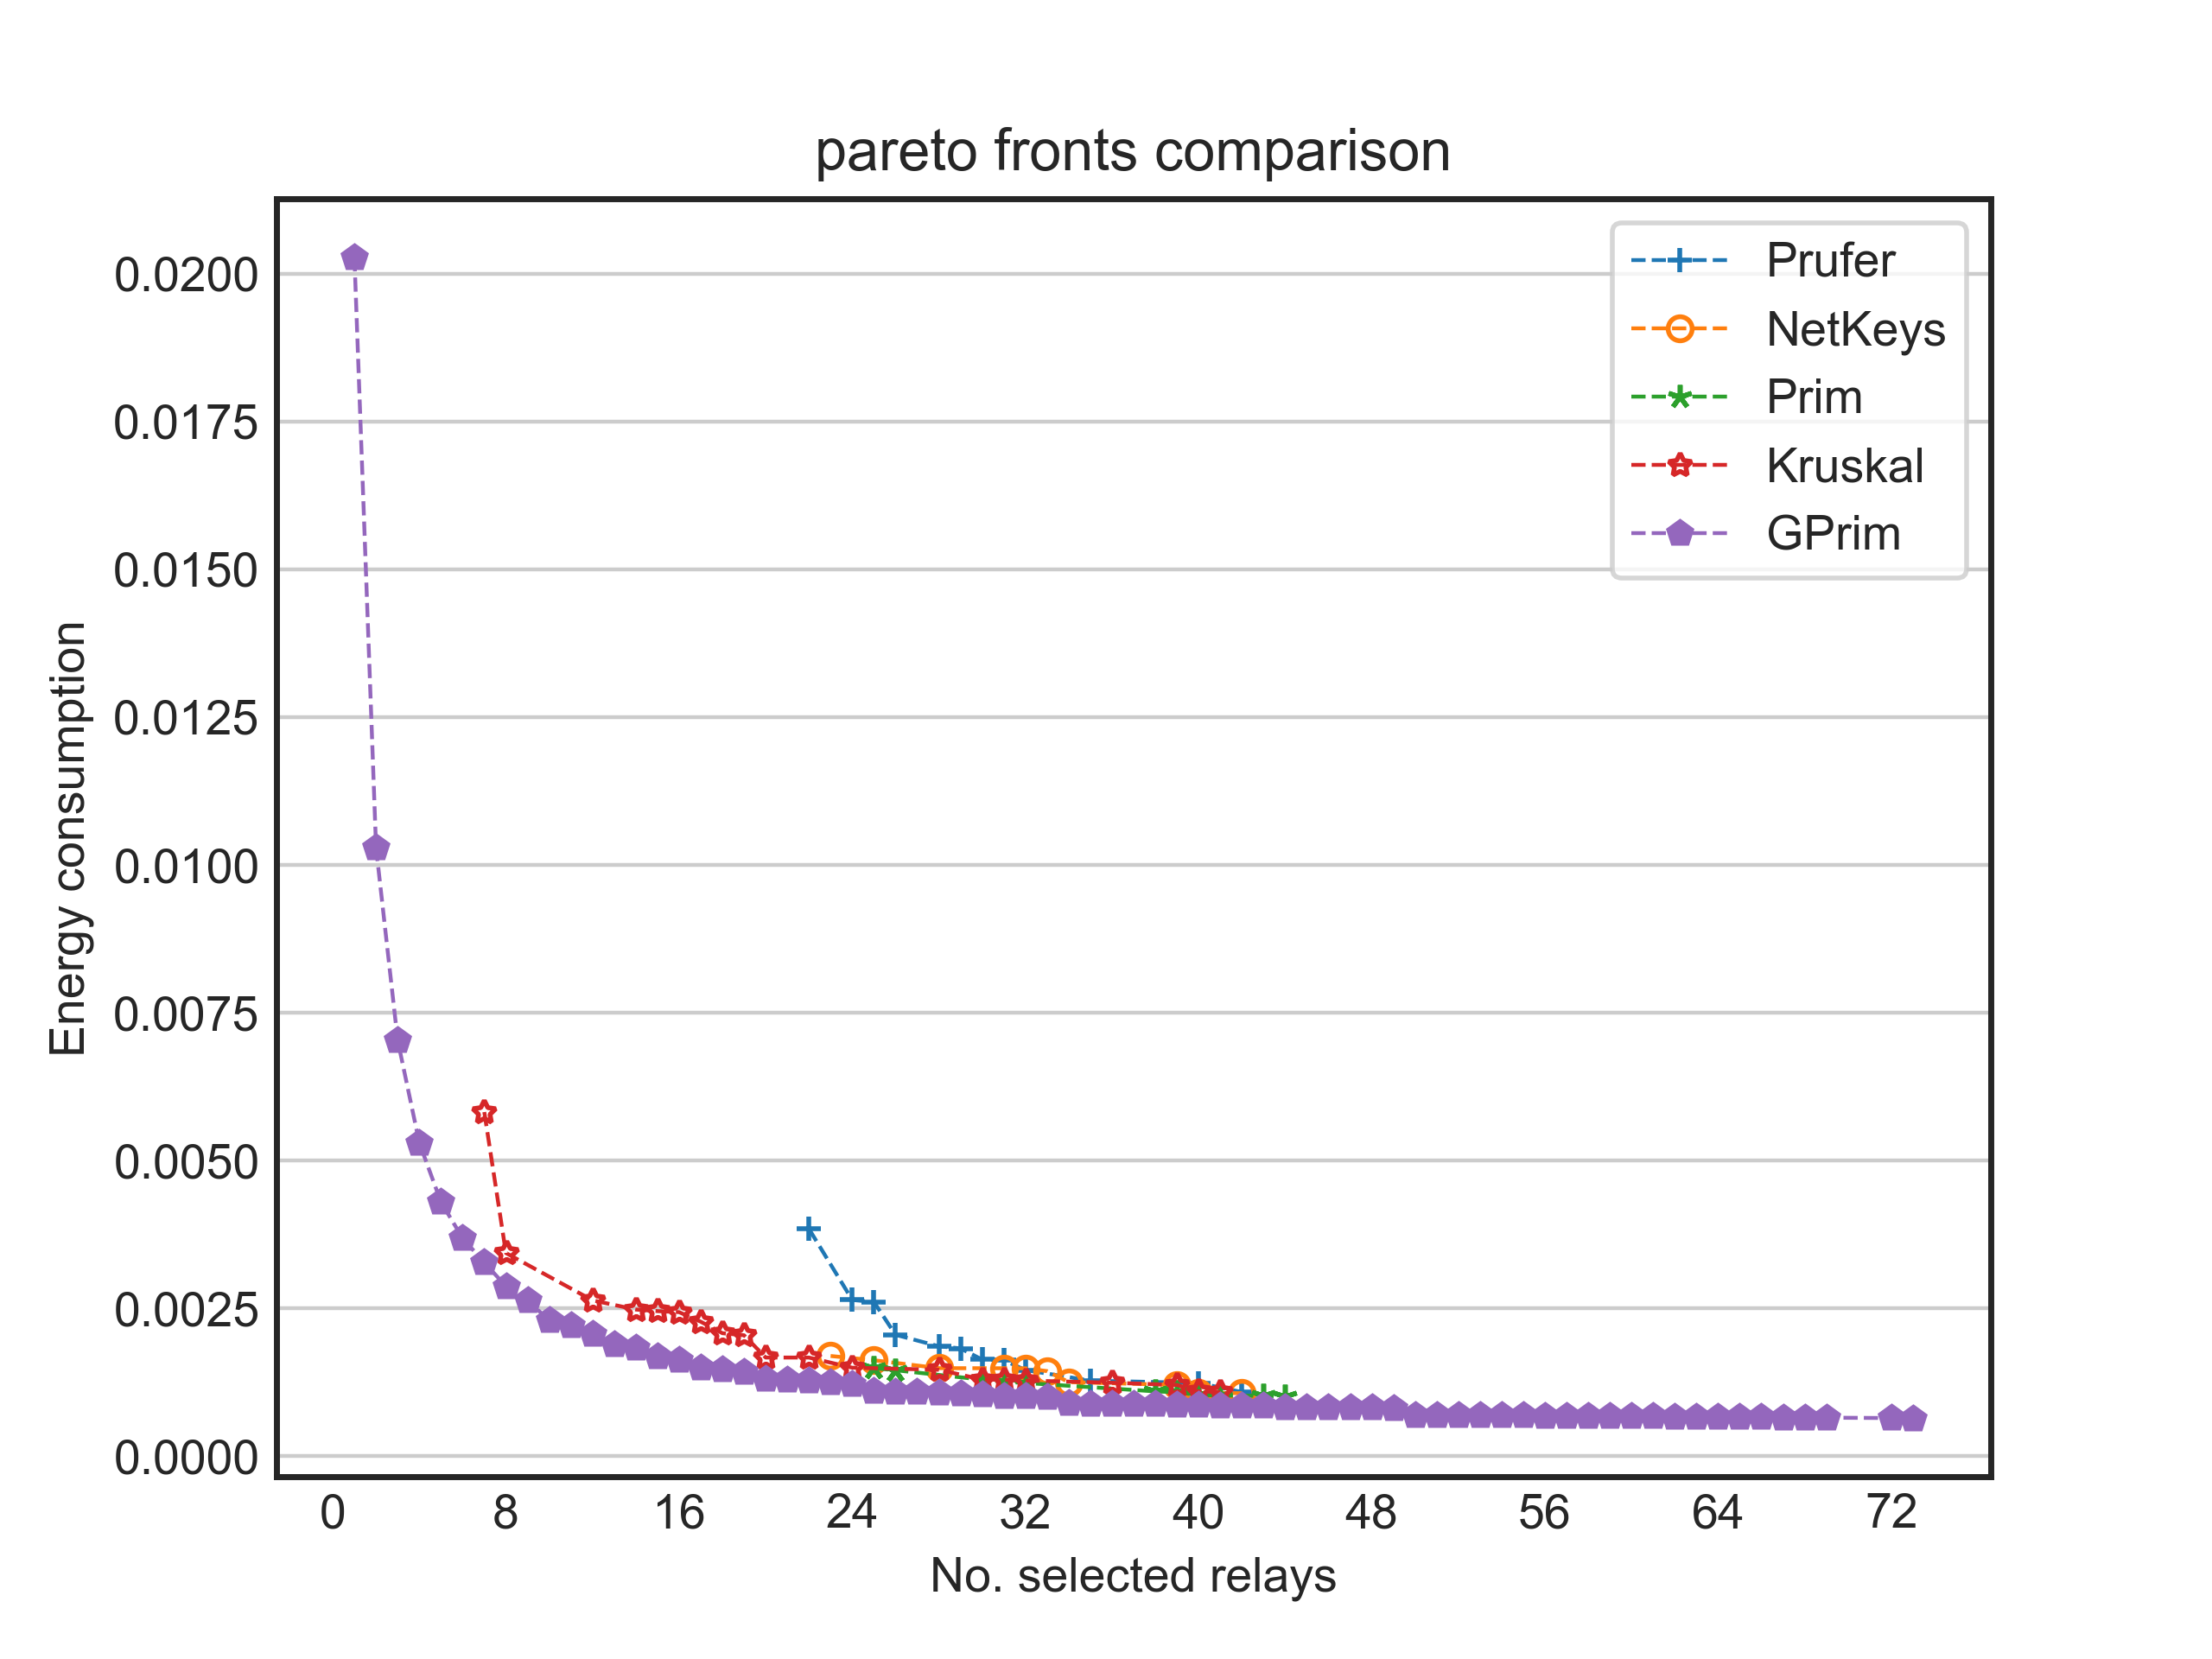 pareto fronts comparison
Prufer
NetKeys
Prim
Kruskal
GPrim
0.0200
0.0175
0.0150
0.0125
0.0100
0.0075
0.0050
0.0025
0.0000
Energy consumption
0 8 16 24 32 40 48 56 64 72
No. selected relays